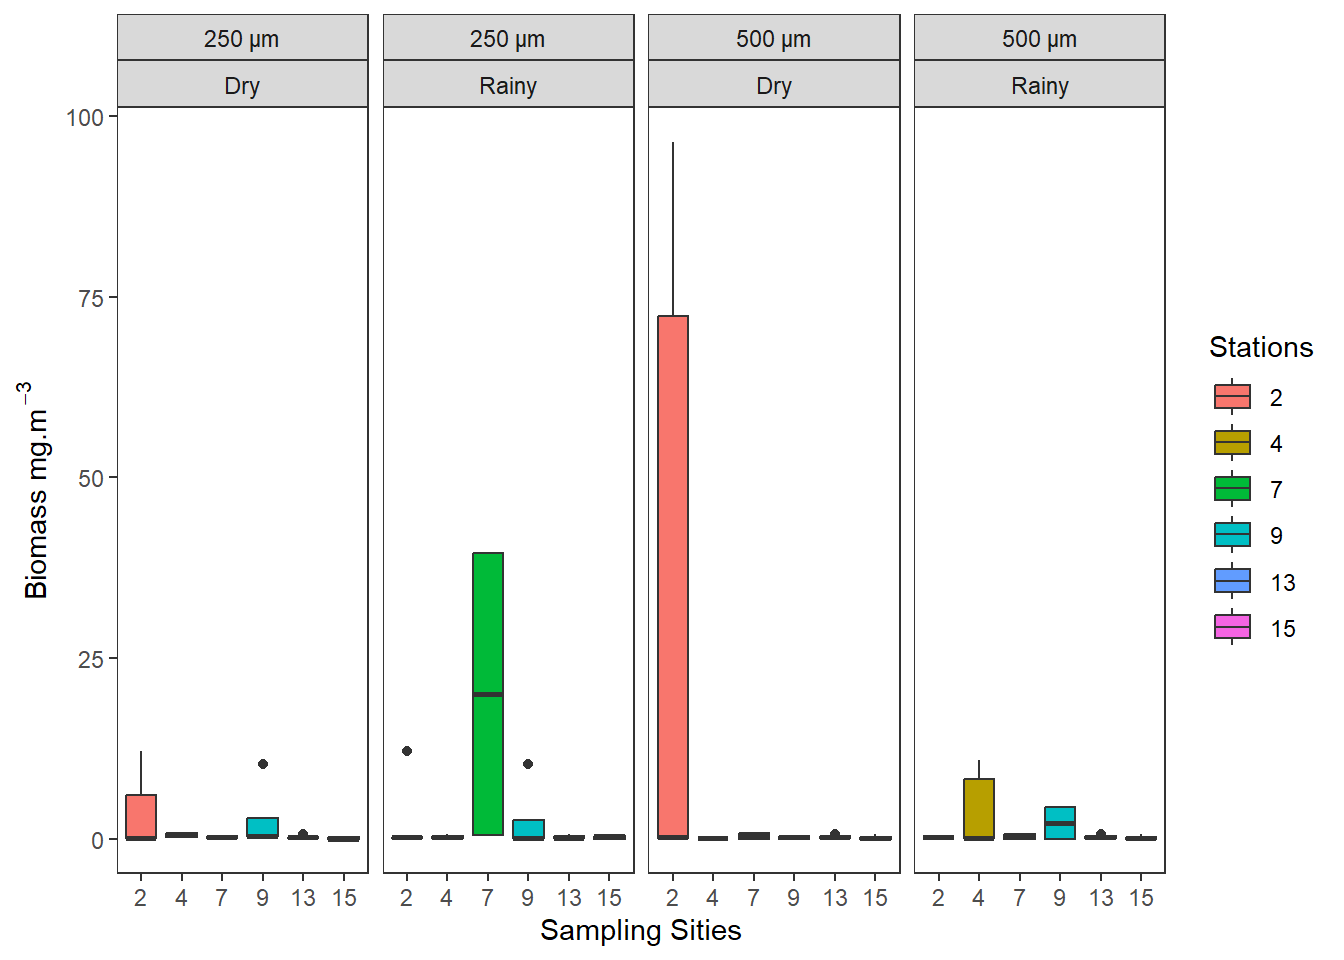 250 µm 250 µm 500 µm 500 µm
Dry Rainy Dry Rainy
100
75
50
25
0
Biomass mg.m⁻³
2 4 7 9 13 15 2 4 7 9 13 15 2 4 7 9 13 15 2 4 7 9 13 15
Sampling Sities
Stations
2
4
7
9
13
15